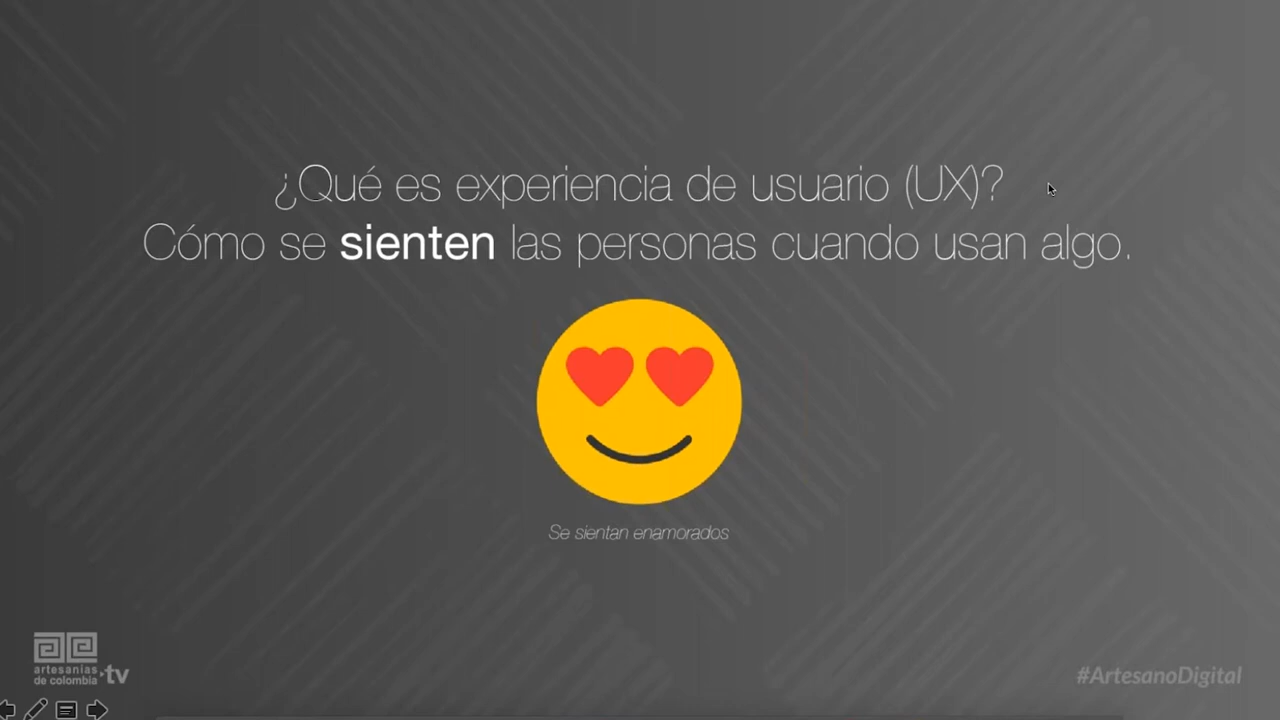 ¿Qué es experiencia de usuario (UX)?
Cómo se sienten las personas cuando usan algo.
Se sientan enamorados
artesanías
de colombia
tv
#ArtesanoDigital